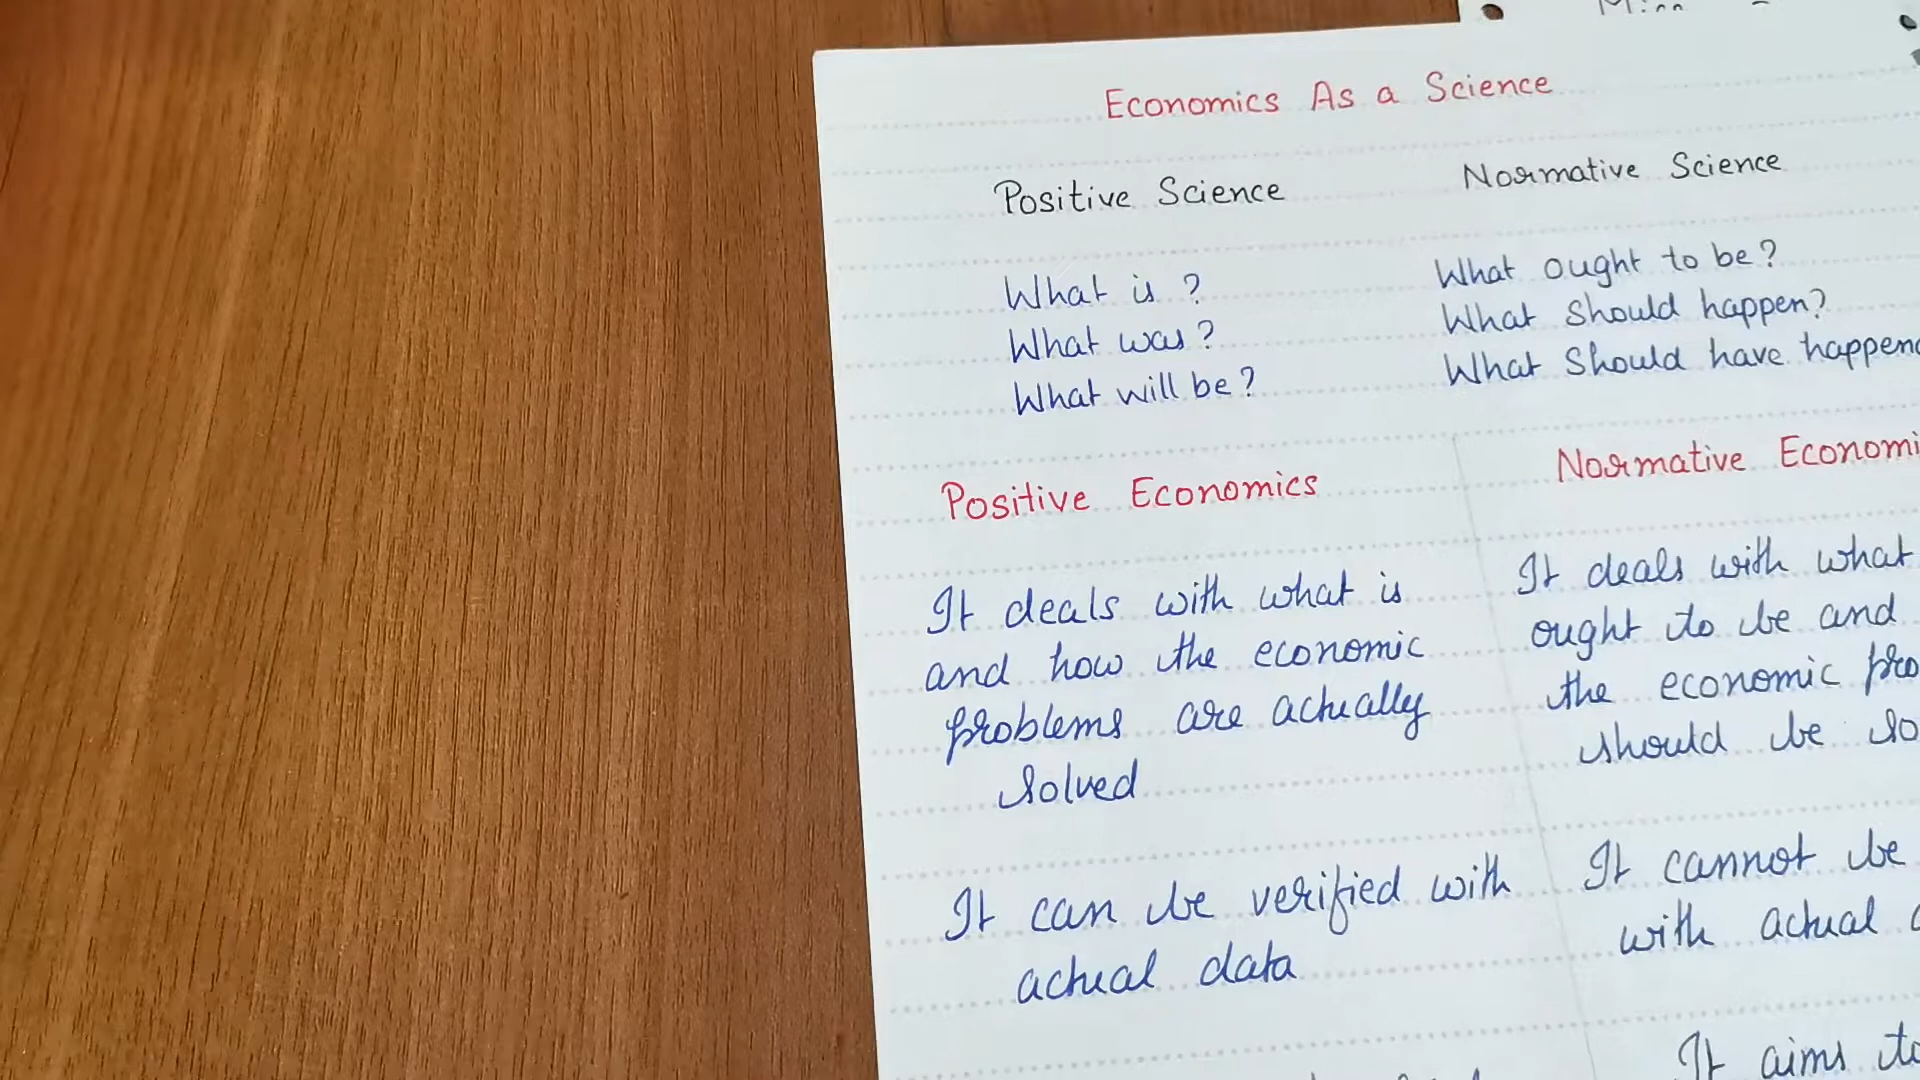 Economics As a Science
Positive Science
Normative Science
What is ?
What was ?
What will be ?
What ought to be ?
What should happen ?
What should have
Positive Economics
Normative
It deals with what is
and how the economic
problems are actually
solved
It can be verified with
actual data
It deals with what
ought to be and
the economic
should be
It cannot be
with actual
It aims to